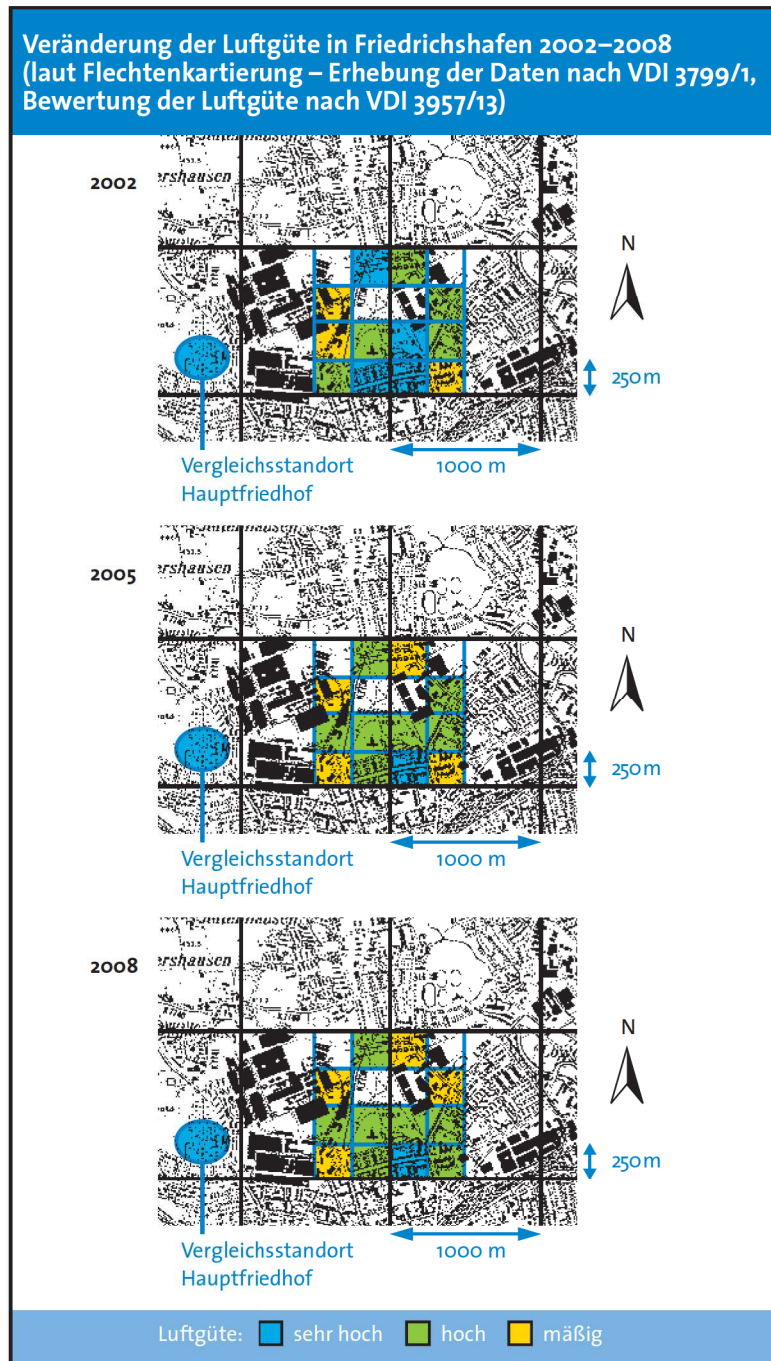 Veränderung der Luftgüte in Friedrichshafen 2002–2008
(laut Flechtenkartierung – Erhebung der Daten nach VDI 3799/1,
Bewertung der Luftgüte nach VDI 3957/13)
2002
ershausen
N
250 m
Vergleichsstandort
Hauptfriedhof
1000 m
2005
ershausen
N
250 m
Vergleichsstandort
Hauptfriedhof
1000 m
2008
ershausen
N
250 m
Vergleichsstandort
Hauptfriedhof
1000 m
Luftgüte: sehr hoch hoch mäßig